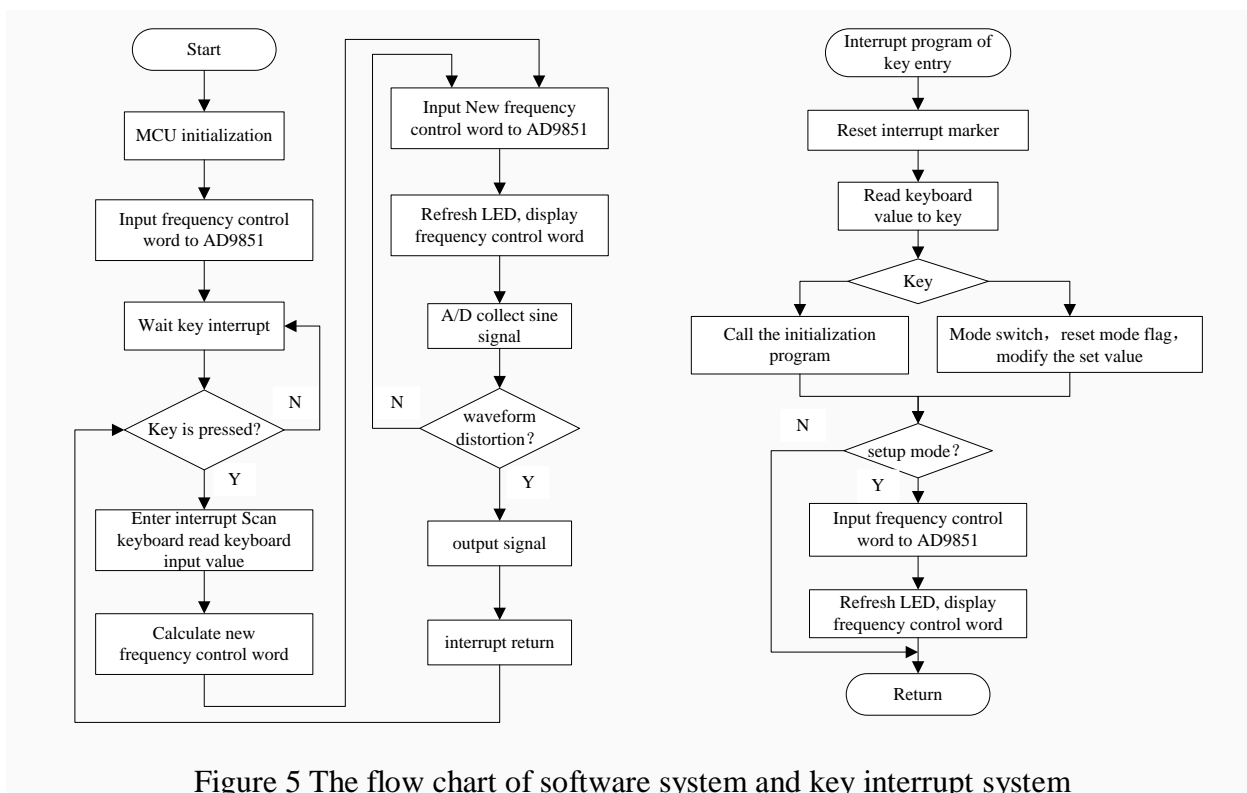 Start
MCU initialization
Input frequency control
word to AD9851
Wait key interrupt
N
Key is pressed?
Y
Enter interrupt Scan
keyboard read keyboard
input value
Calculate new
frequency control word
Input New frequency
control word to AD9851
Refresh LED, display
frequency control word
A/D collect sine
signal
N
waveform
distortion？
Y
output signal
interrupt return
Interrupt program of
key entry
Reset interrupt marker
Read keyboard
value to key
Key
Call the initialization
program
Mode switch，reset mode flag，
modify the set value
N
setup mode？
Y
Input frequency control
word to AD9851
Refresh LED, display
frequency control word
Return
Figure 5 The flow chart of software system and key interrupt system